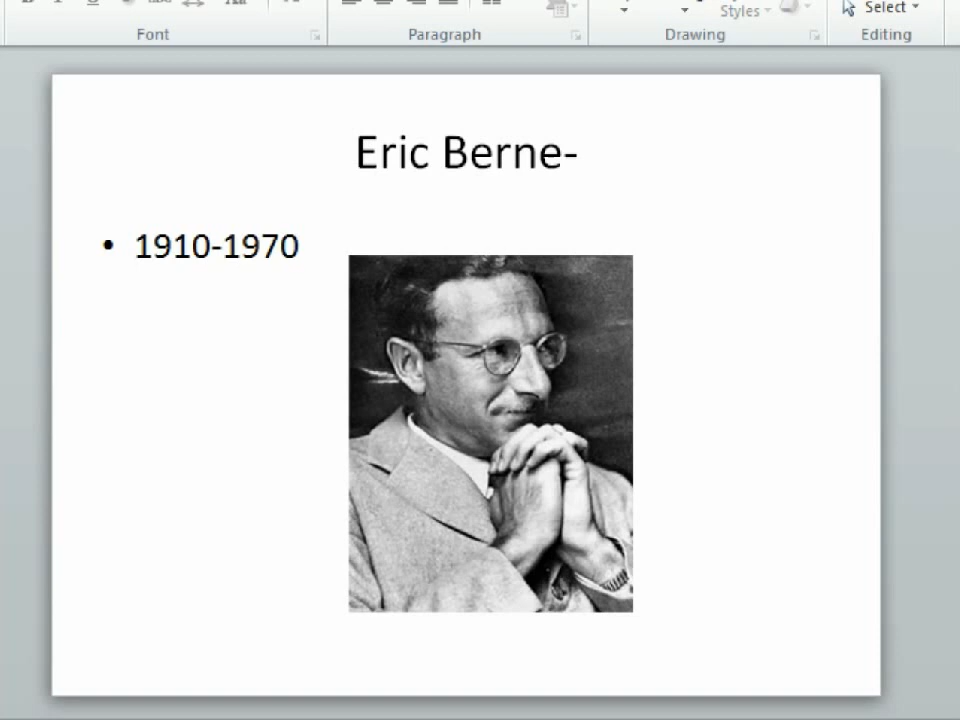 Styles
Select
Font
Paragraph
Drawing
Editing
Eric Berne-
• 1910-1970